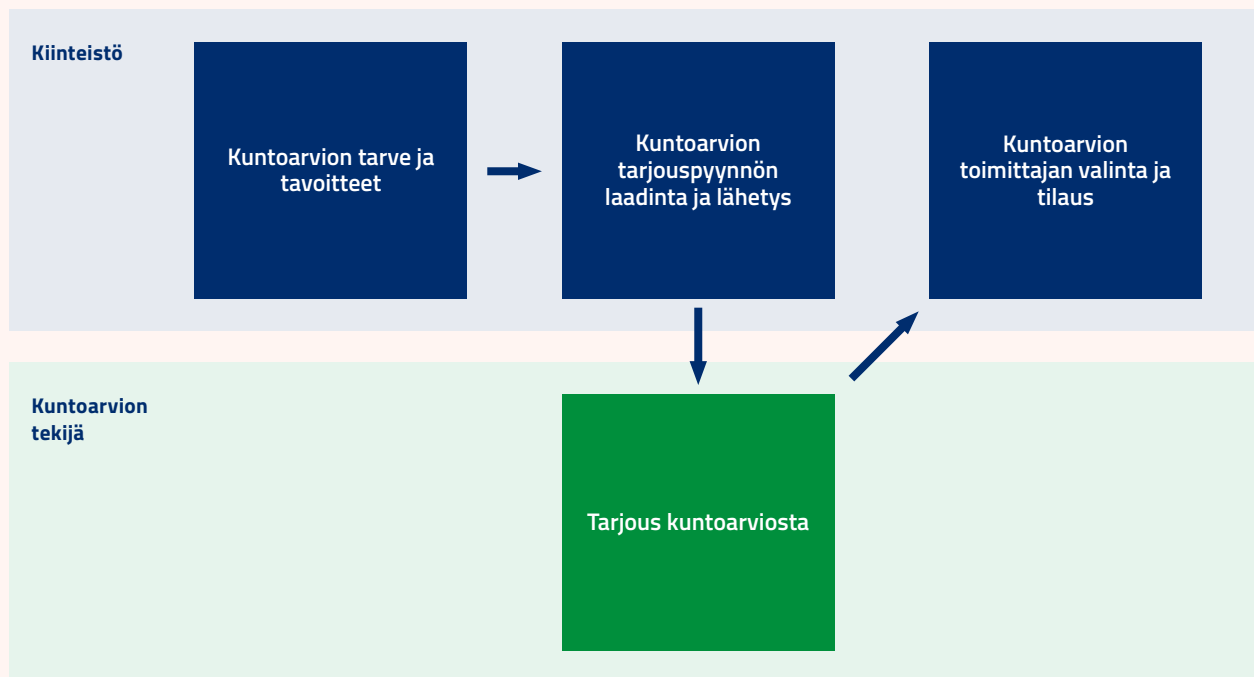 Kiinteistö
Kuntoarvion tarve ja
tavoitteet
Kuntoarvion
tarjouspyynnön
laadinta ja lähetys
Kuntoarvion
toimittajan valinta ja
tilaus
Kuntoarvion
tekijä
Tarjous kuntoarviosta